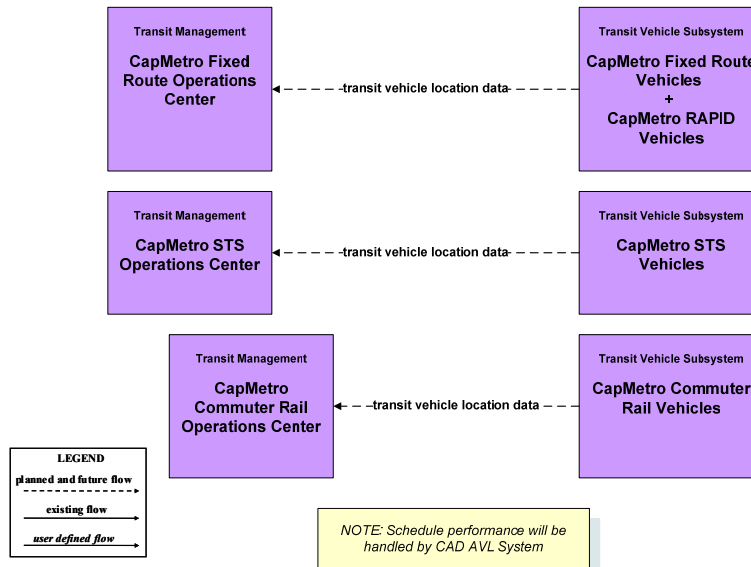 Transit Management
CapMetro Fixed
Route Operations
Center
transit vehicle location data
Transit Vehicle Subsystem
CapMetro Fixed Route
Vehicles
+
CapMetro RAPID
Vehicles
Transit Management
CapMetro STS
Operations Center
transit vehicle location data
Transit Vehicle Subsystem
CapMetro STS
Vehicles
Transit Management
CapMetro
Commuter Rail
Operations Center
transit vehicle location data
Transit Vehicle Subsystem
CapMetro Commuter
Rail Vehicles
LEGEND
planned and future flow
existing flow
user defined flow
NOTE: Schedule performance will be
handled by CAD AVL System